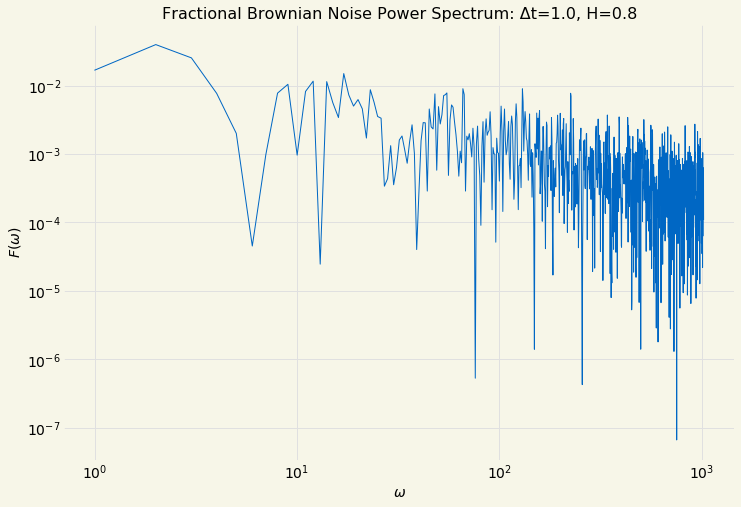 Fractional Brownian Noise Power Spectrum: Δt=1.0, H=0.8
F(ω)
10⁻²
10⁻³
10⁻⁴
10⁻⁵
10⁻⁶
10⁻⁷
10⁰ 10¹ 10² 10³
ω